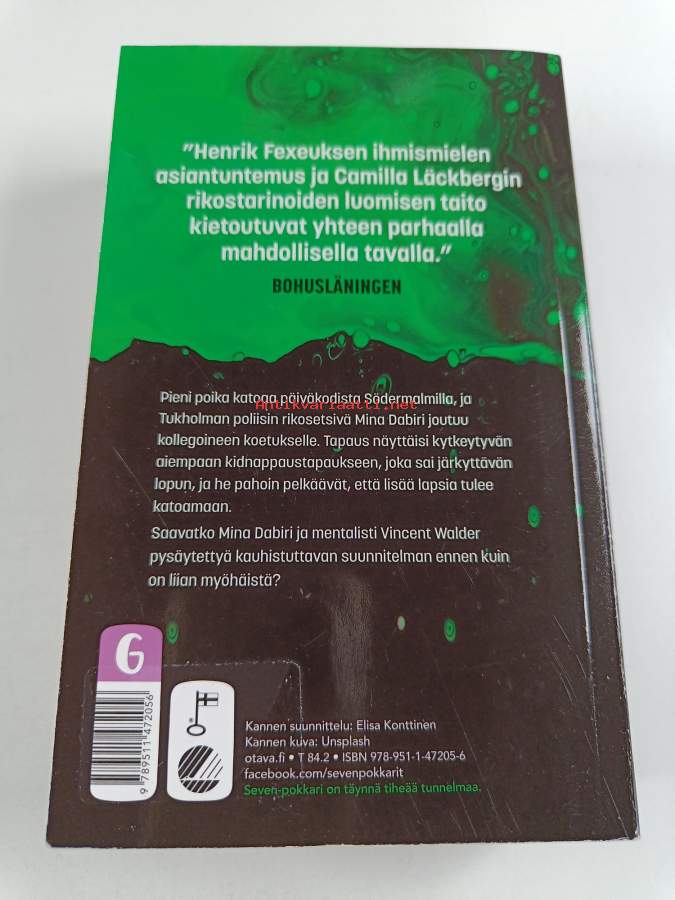 "Henrik Fexeuksen ihmismielen
asiantuntemus ja Camilla Läckbergin
rikostarinoiden luomisen taito
kietoutuvat yhteen parhaalla
mahdollisella tavalla."
BOHUSLÄNINGEN
Pieni poika katoaa päiväkodista Södermalmilla, ja
Antikvariaatti.net
Tukholman poliisin rikosetsivä Mina Dabiri joutuu
kollegoineen koetukselle. Tapaus näyttäisi kytkeytyvän
aiempaan kidnappaustapaukseen, joka sai järkyttävän
lopun, ja he pahoin pelkäävät, että lisää lapsia tulee
katoamaan.
Saavatko Mina Dabiri ja mentalisti Vincent Walder
pysäytettyä kauhistuttavan suunnitelman ennen kuin
on liian myöhäistä?
G
9 789511 472056
Kannen suunnittelu: Elisa Konttinen
Kannen kuva: Unsplash
otava.fi • T 84.2 • ISBN 978-951-1-47205-6
facebook.com/sevenpokkarit
Seven-pokkari on täynnä tiheää tunnelmaa.